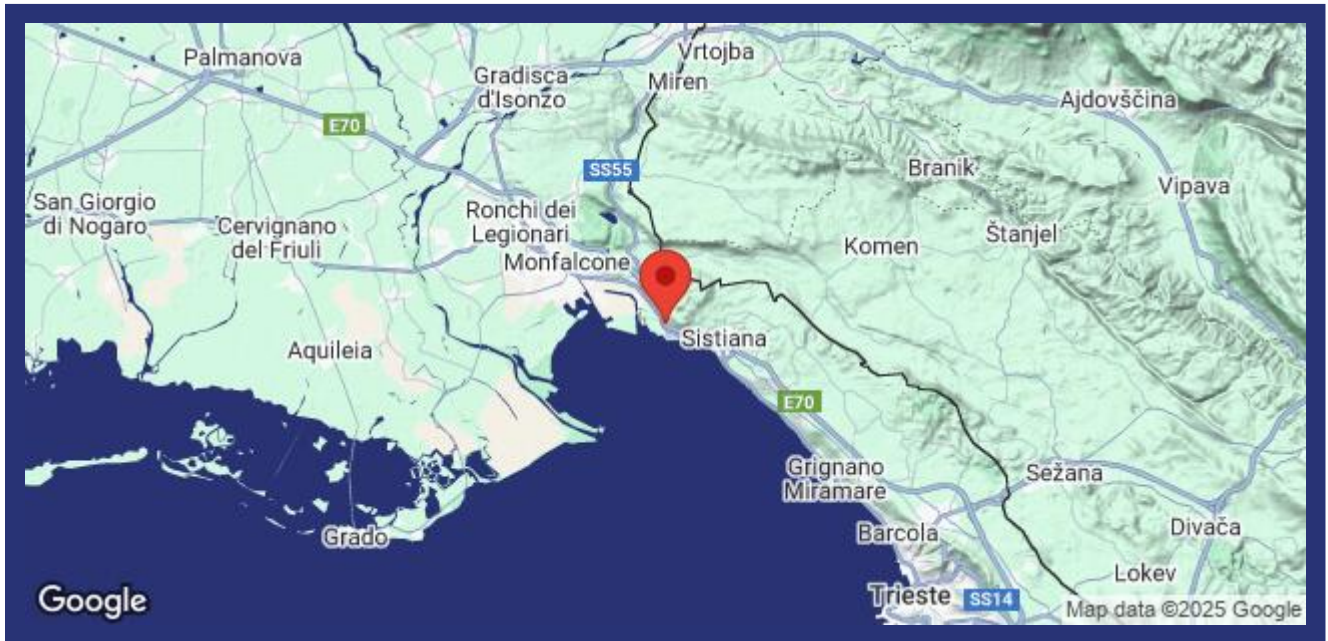 Palmanova
Vrtojba
Gradisca
d'Isonzo
Miren
Ajdovščina
E70
SS55
Branik
Vipava
San Giorgio
di Nogaro
Cervignano
del Friuli
Ronchi dei
Legionari
Štanjel
Komen
Monfalcone
Sistiana
Aquileia
E70
Grignano
Miramare
Sežana
Grado
Barcola
Divača
Lokev
Trieste
SS14
Google
Map data ©2025 Google